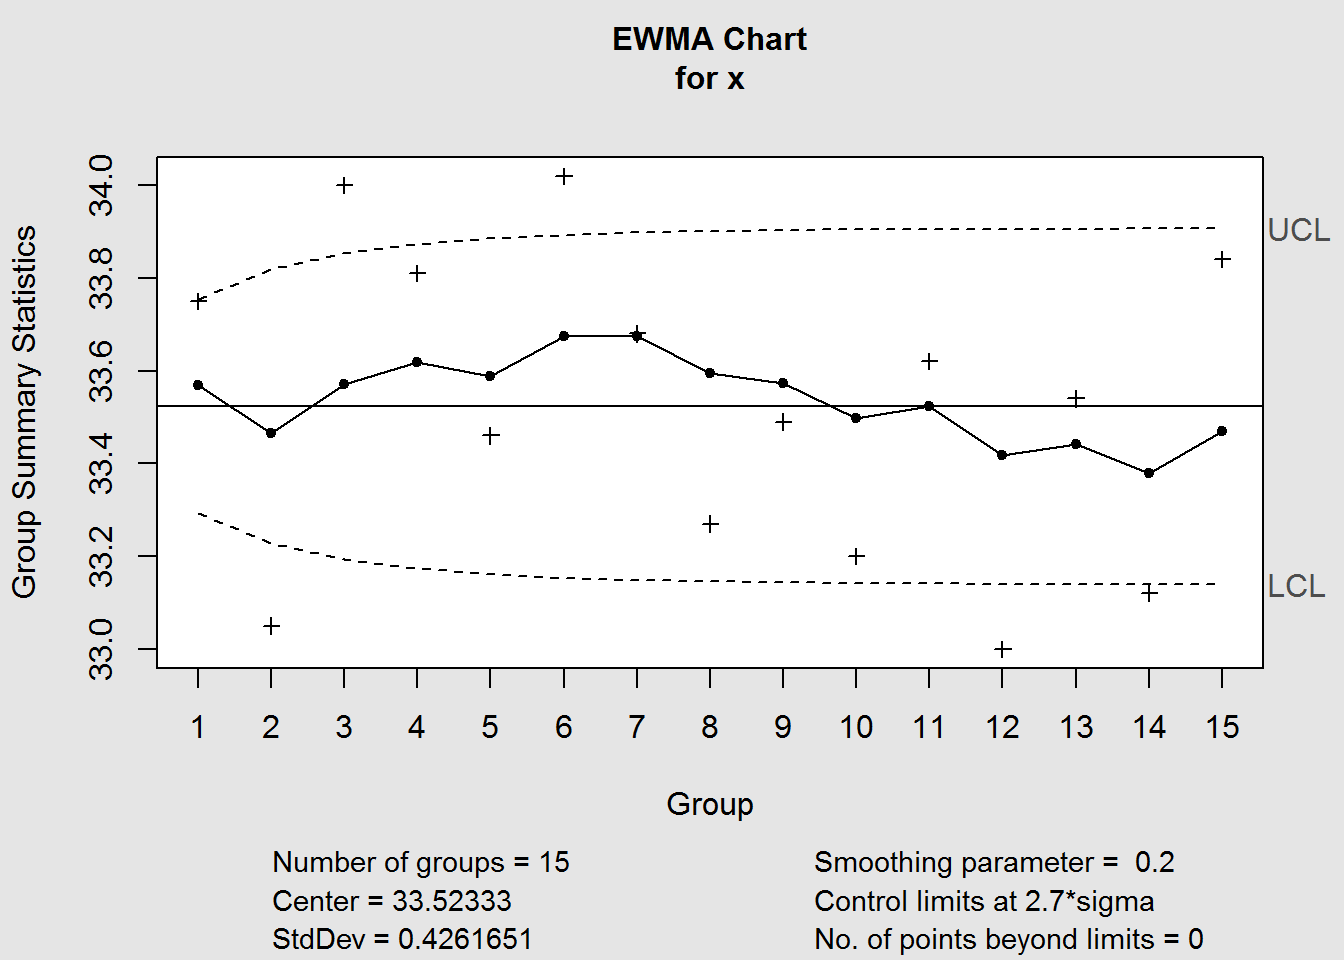 EWMA Chart
for x
Group Summary Statistics
34.0
33.8
33.6
33.4
33.2
33.0
UCL
LCL
1 2 3 4 5 6 7 8 9 10 11 12 13 14 15
Group
Number of groups = 15
Center = 33.52333
StdDev = 0.4261651
Smoothing parameter =  0.2
Control limits at 2.7*sigma
No. of points beyond limits = 0